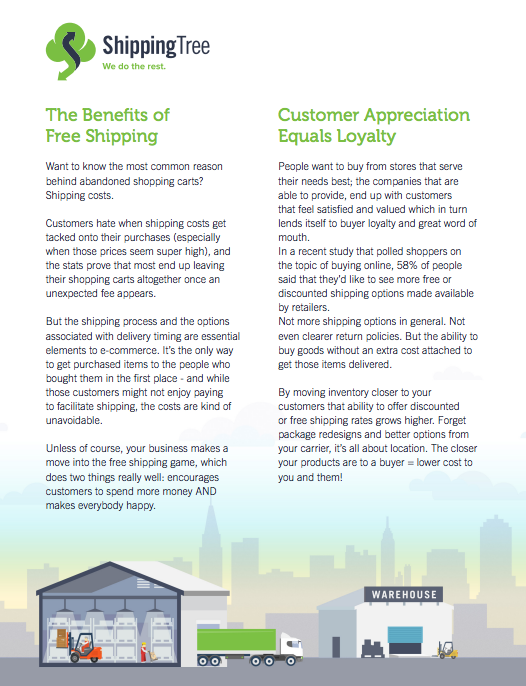 ShippingTree
We do the rest.
The Benefits of
Free Shipping
Want to know the most common reason
behind abandoned shopping carts?
Shipping costs.
Customers hate when shipping costs get
tacked onto their purchases (especially
when those prices seem super high), and
the stats prove that most end up leaving
their shopping carts altogether once an
unexpected fee appears.
But the shipping process and the options
associated with delivery timing are essential
elements to e-commerce. It's the only way
to get purchased items to the people who
bought them in the first place - and while
those customers might not enjoy paying
to facilitate shipping, the costs are kind of
unavoidable.
Unless of course, your business makes a
move into the free shipping game, which
does two things really well: encourages
customers to spend more money AND
makes everybody happy.
Customer Appreciation
Equals Loyalty
People want to buy from stores that serve
their needs best; the companies that are
able to provide, end up with customers
that feel satisfied and valued which in turn
lends itself to buyer loyalty and great word of
mouth.
In a recent study that polled shoppers on
the topic of buying online, 58% of people
said that they'd like to see more free or
discounted shipping options made available
by retailers.
Not more shipping options in general. Not
even clearer return policies. But the ability to
buy goods without an extra cost attached to
get those items delivered.
By moving inventory closer to your
customers that ability to offer discounted
or free shipping rates grows higher. Forget
package redesigns and better options from
your carrier, it's all about location. The closer
your products are to a buyer = lower cost to
you and them!
WAREHOUSE